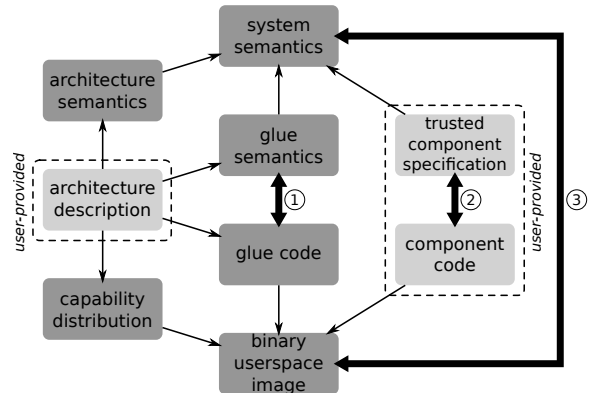 system
semantics
architecture
semantics
glue
semantics
trusted
component
specification
user-provided
architecture
description
①
②
③
user-provided
glue code
component
code
capability
distribution
binary
userspace
image